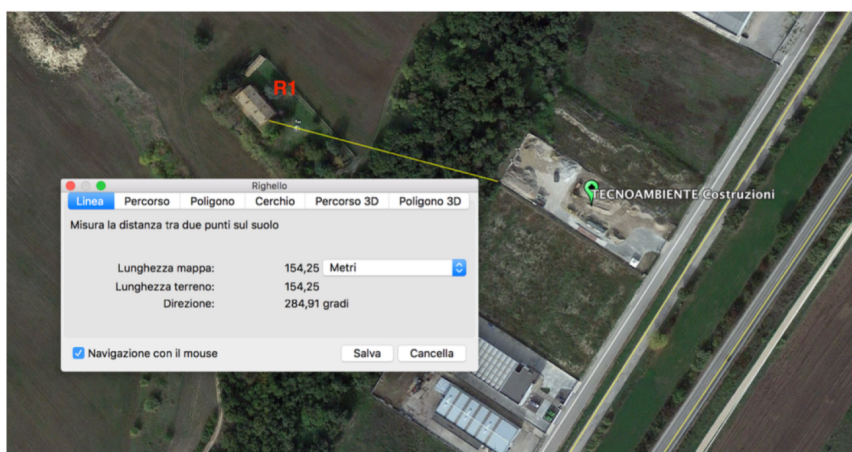 R1
TECNOAMBIENTE Costruzioni
Righello
Linea Percorso Poligono Cerchio Percorso 3D Poligono 3D
Misura la distanza tra due punti sul suolo
Lunghezza mappa: 154,25 Metri
Lunghezza terreno: 154,25
Direzione: 284,91 gradi
Navigazione con il mouse Salva Cancella